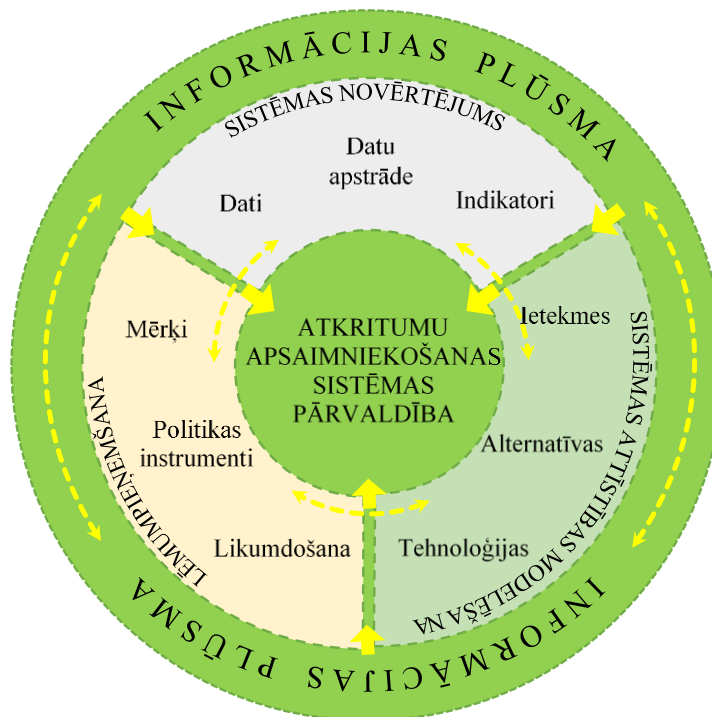 INFORMĀCIJAS PLŪSMA
SISTĒMAS NOVĒRTĒJUMS
Datu
apstrāde
Dati
Indikatori
Mērķi
Politikas
instrumenti
Likumdošana
LĒMUMPIEŅEMŠANA
ATKRITUMU
APSAIMNIEKOŠANAS
SISTĒMAS
PĀRVALDĪBA
Ietekmes
Alternatīvas
Tehnoloģijas
SISTĒMAS ATTĪSTĪBAS MODELĒŠANA
INFORMĀCIJAS PLŪSMA